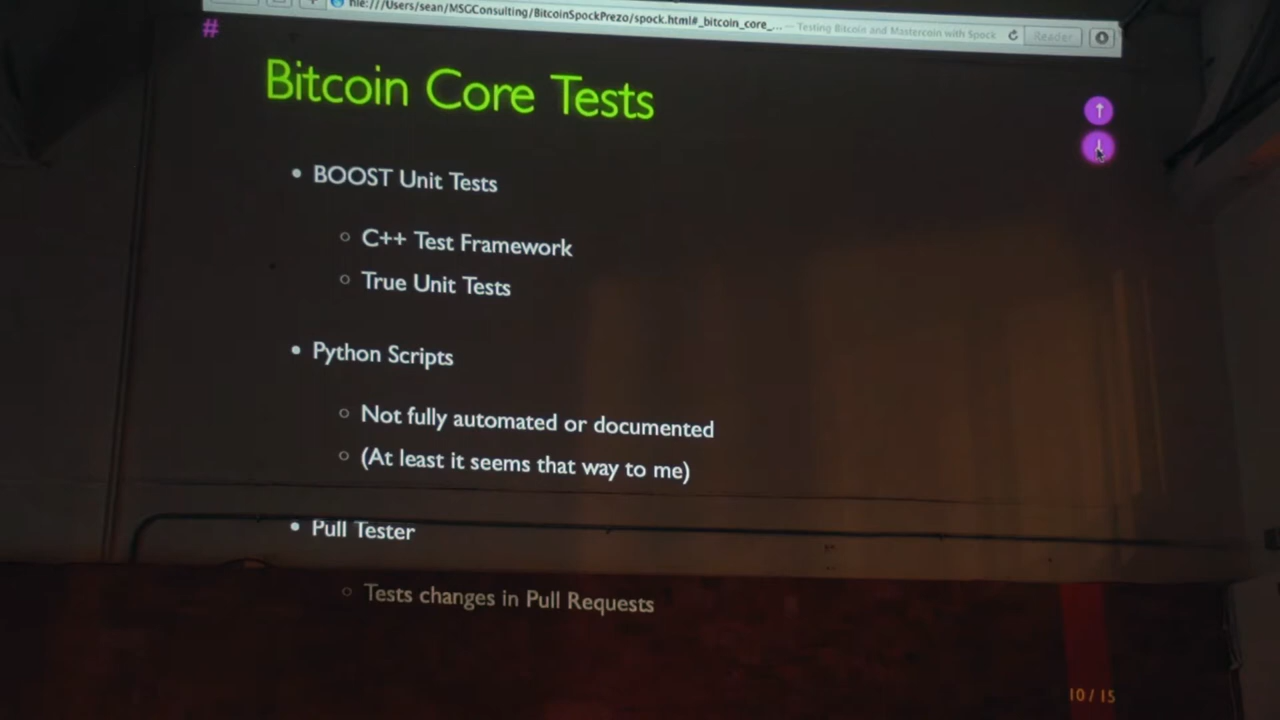 file:///Users/sean/MSGConsulting/BitcoinSpockPrezo/spock.html#_bitcoin_core_... — Testing Bitcoin and Mastercoin with Spock Reader
#
Bitcoin Core Tests
• BOOST Unit Tests
○ C++ Test Framework
○ True Unit Tests
• Python Scripts
○ Not fully automated or documented
○ (At least it seems that way to me)
• Pull Tester
○ Tests changes in Pull Requests
10 / 15